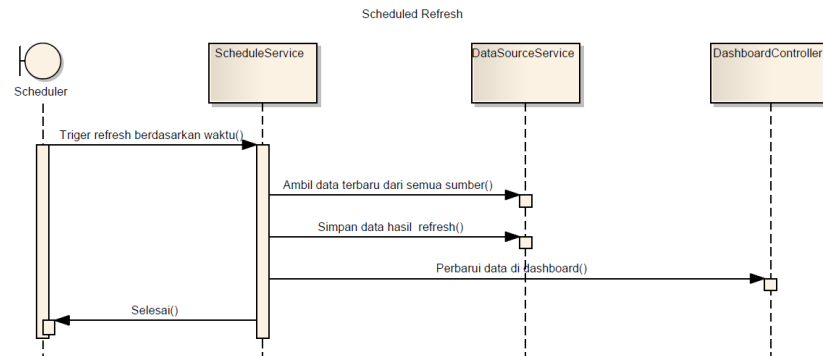 Scheduled Refresh
Scheduler
ScheduleService
DataSourceService
DashboardController
Triger refresh berdasarkan waktu()
Ambil data terbaru dari semua sumber()
Simpan data hasil  refresh()
Perbarui data di dashboard()
Selesai()